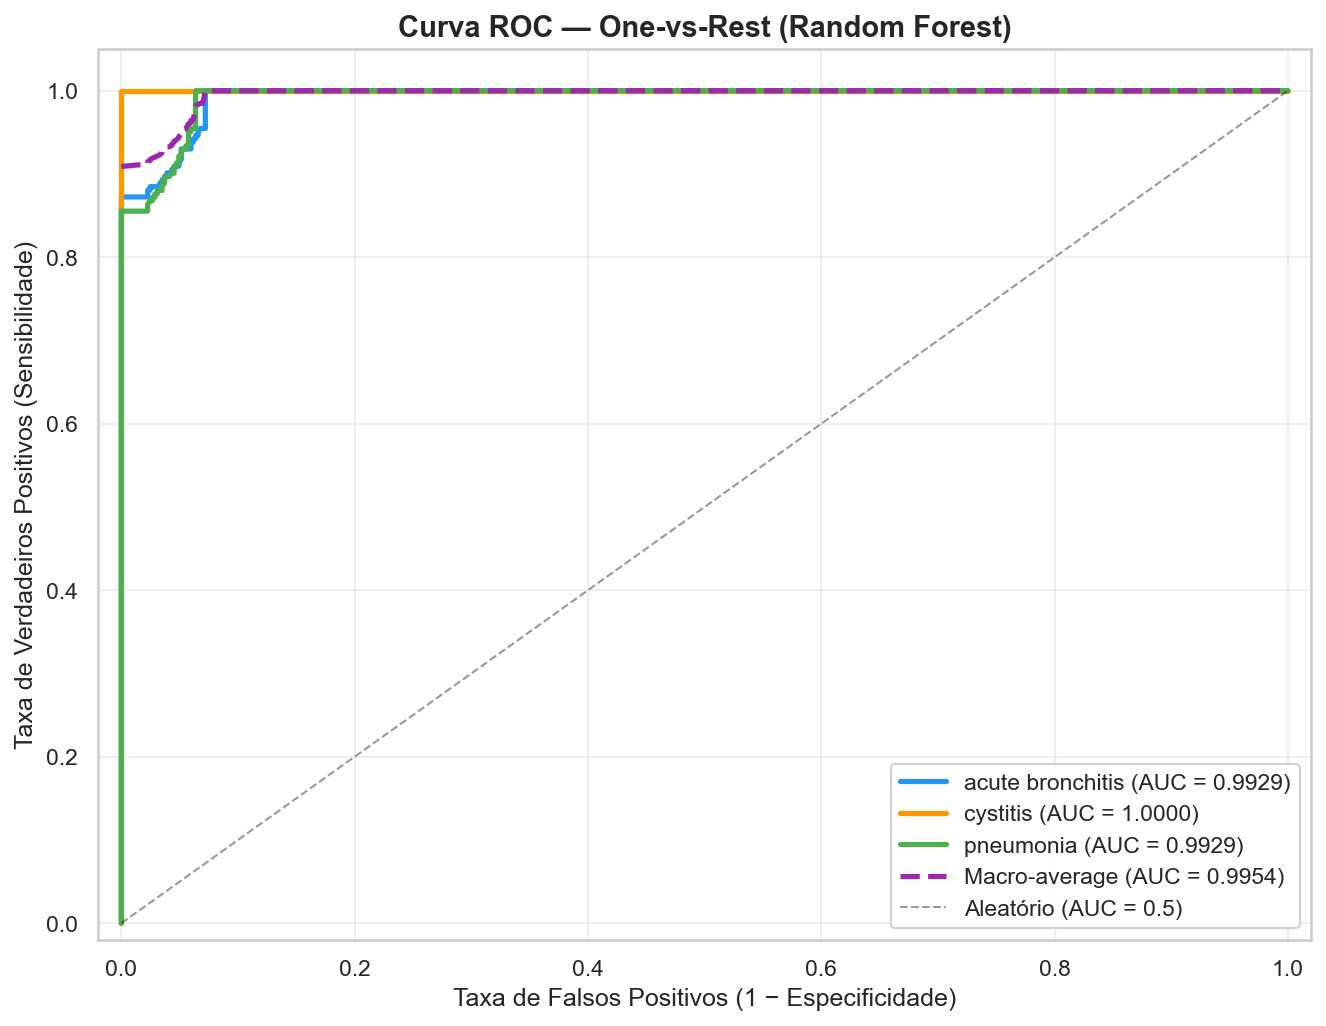 Curva ROC — One-vs-Rest (Random Forest)
Taxa de Verdadeiros Positivos (Sensibilidade)
1.0
0.8
0.6
0.4
0.2
0.0
acute bronchitis (AUC = 0.9929)
cystitis (AUC = 1.0000)
pneumonia (AUC = 0.9929)
Macro-average (AUC = 0.9954)
Aleatório (AUC = 0.5)
0.0 0.2 0.4 0.6 0.8 1.0
Taxa de Falsos Positivos (1 − Especificidade)